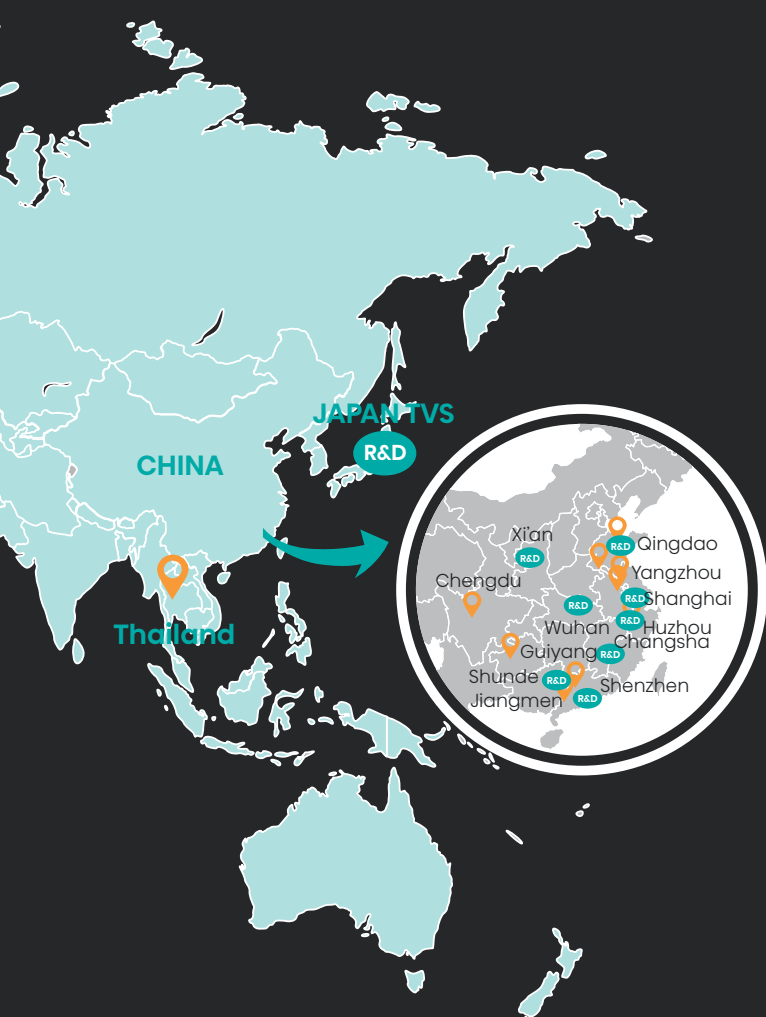 JAPAN TVS
R&D
CHINA
Thailand
Xi'an
R&D
R&D
Qingdao
Chengdu
Yangzhou
R&D
Shanghai
R&D
Wuhan
R&D
Huzhou
Changsha
Guiyang
R&D
Shunde
R&D
Shenzhen
Jiangmen
R&D